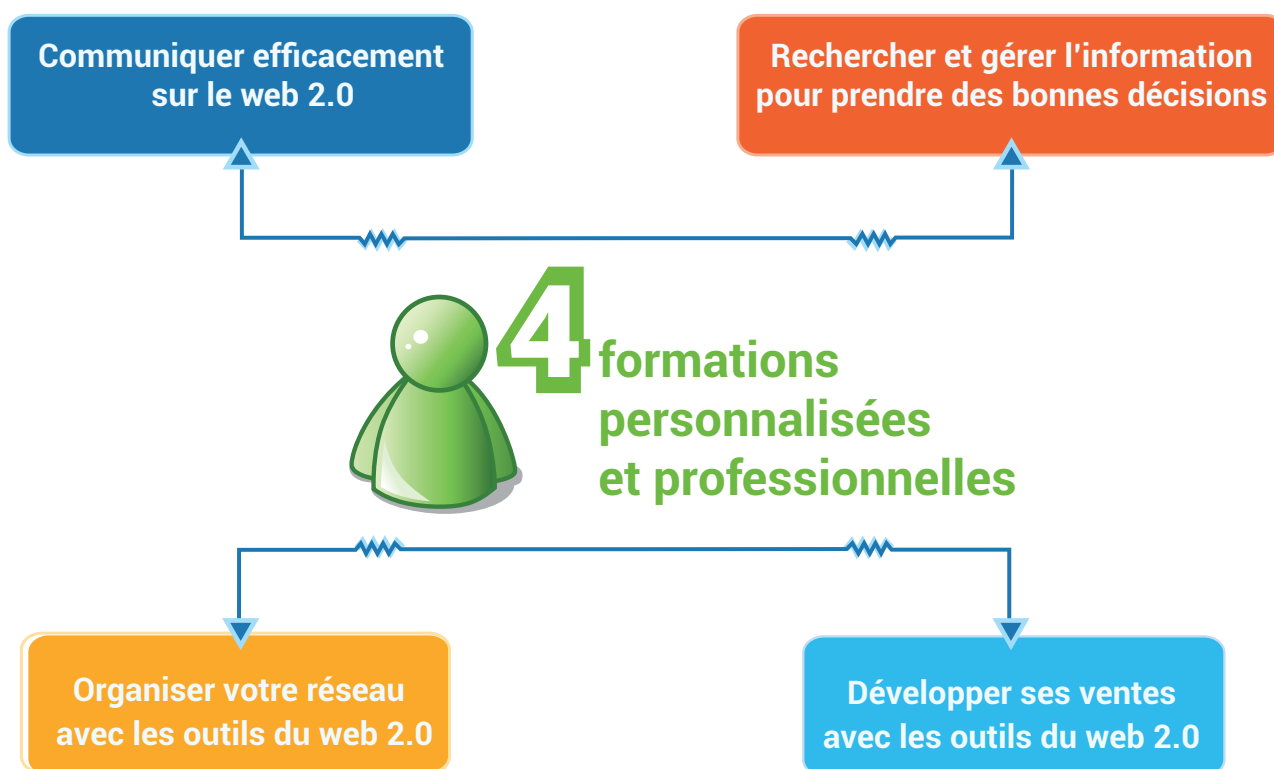 Communiquer efficacement
sur le web 2.0
Rechercher et gérer l'information
pour prendre des bonnes décisions
4
formations
personnalisées
et professionnelles
Organiser votre réseau
avec les outils du web 2.0
Développer ses ventes
avec les outils du web 2.0